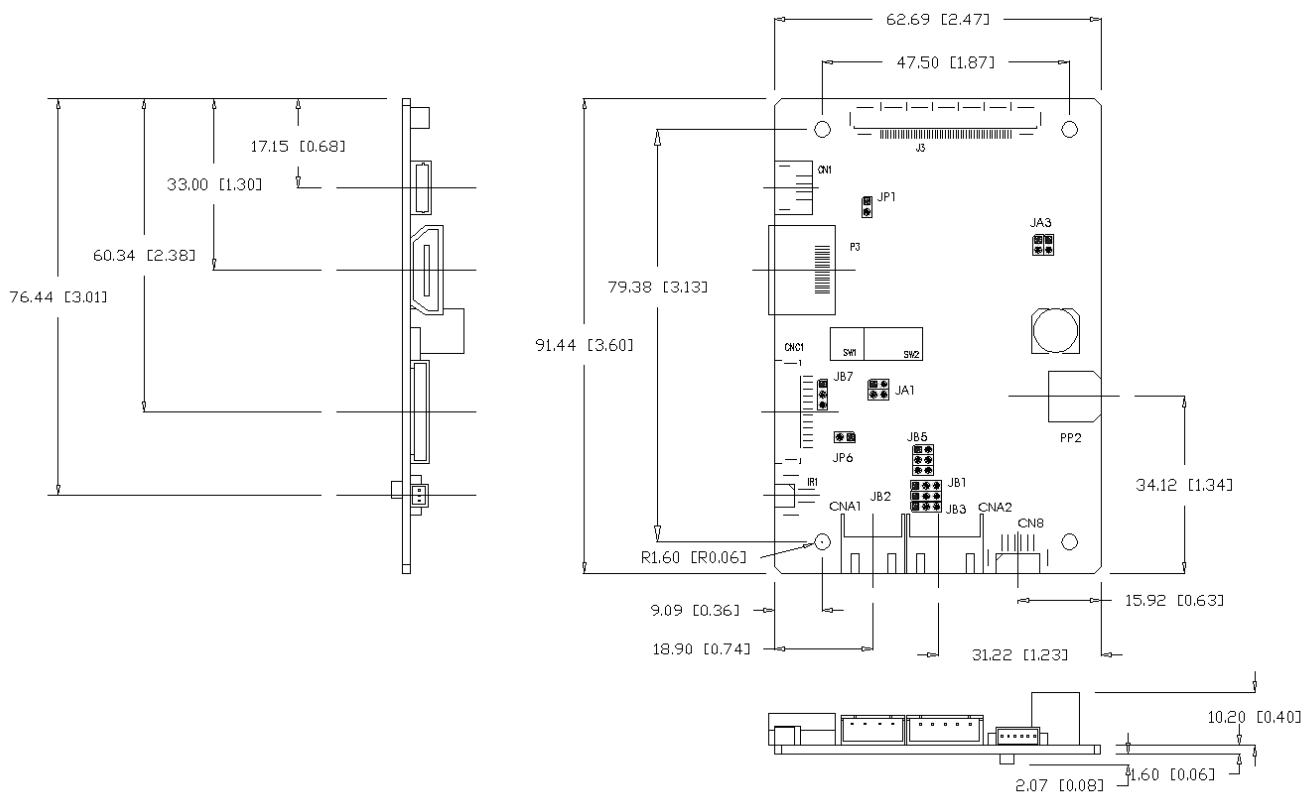 62.69 [2.47]
47.50 [1.87]
17.15 [0.68]
33.00 [1.30]
60.34 [2.38]
76.44 [3.01]
J3
CN1
JP1
JA3
P3
79.38 [3.13]
91.44 [3.60]
CNC1
SW1
SW2
JB7
JA1
JB5
JP6
PP2
34.12 [1.34]
IR1
JB2
JB1
CNA1
JB3
CNA2
CN8
R1.60 [R0.06]
9.09 [0.36]
15.92 [0.63]
18.90 [0.74]
31.22 [1.23]
10.20 [0.40]
1.60 [0.06]
2.07 [0.08]